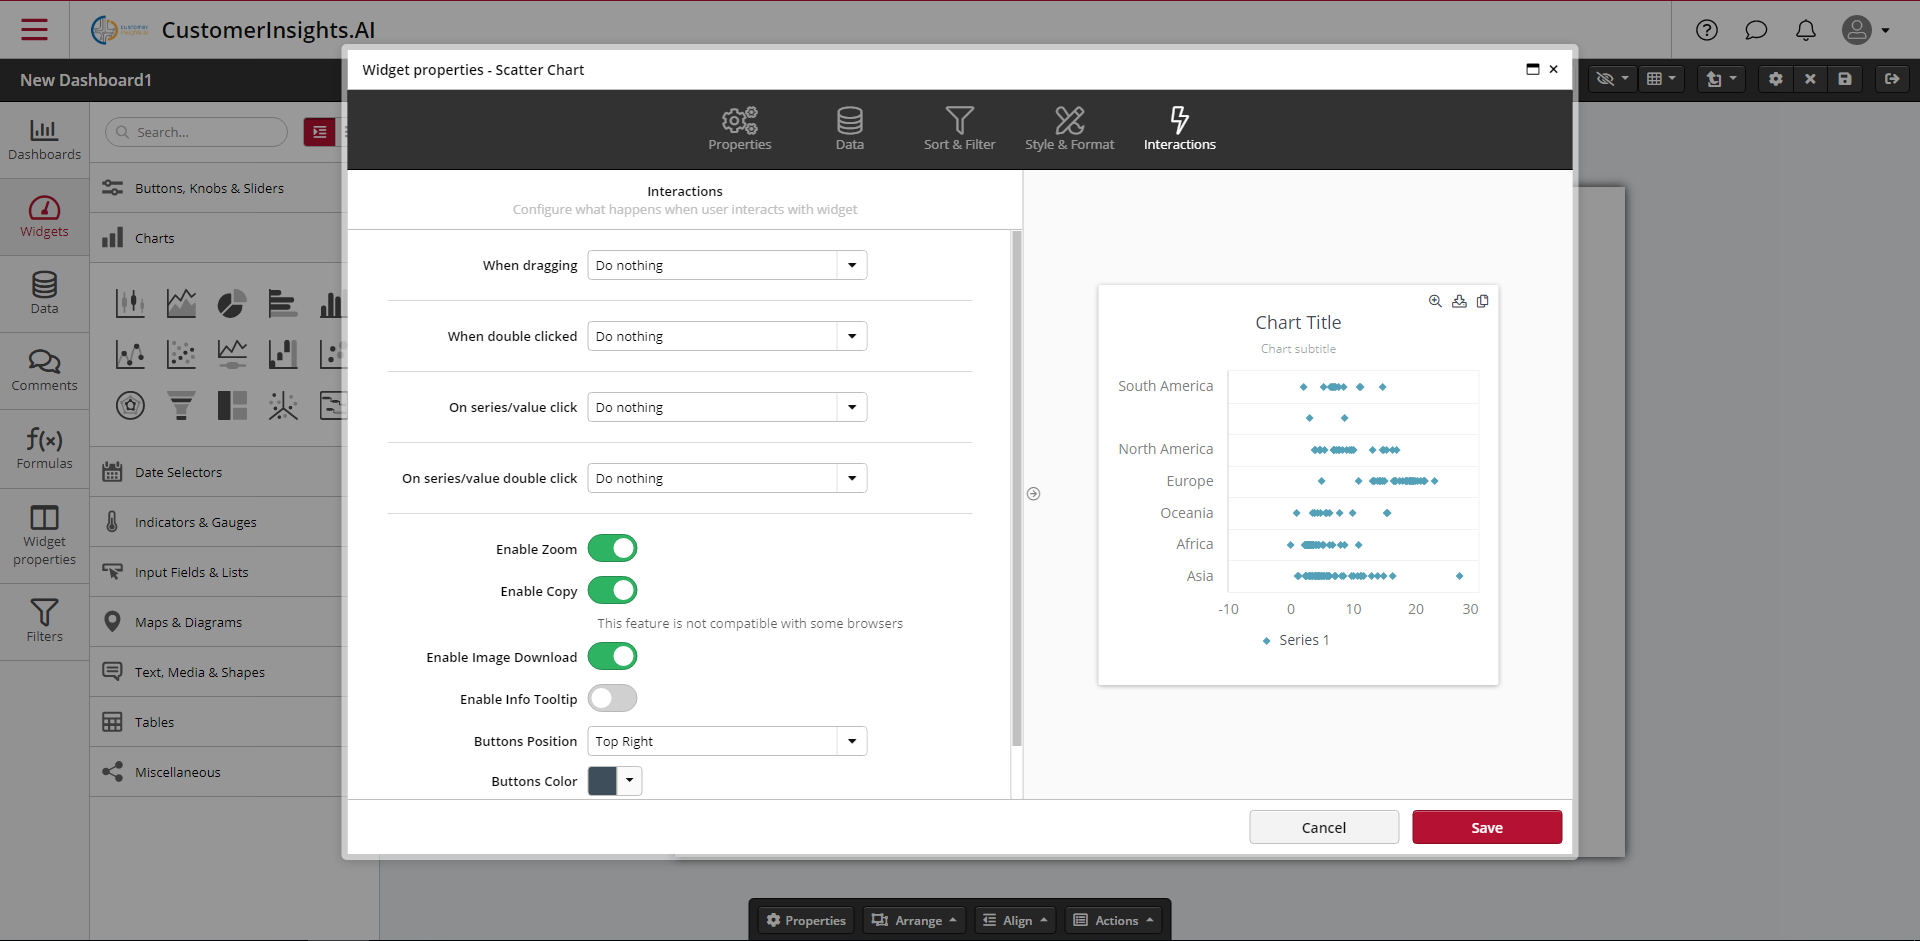 CustomerInsights.AI
New Dashboard1
Dashboards
Widgets
Data
Comments
Formulas
Widget
properties
Filters
f(x)
Search...
Buttons, Knobs & Sliders
Charts
Date Selectors
Indicators & Gauges
Input Fields & Lists
Maps & Diagrams
Text, Media & Shapes
Tables
Miscellaneous
Widget properties - Scatter Chart
Properties
Data
Sort & Filter
Style & Format
Interactions
Interactions
Configure what happens when user interacts with widget
When dragging Do nothing
When double clicked Do nothing
On series/value click Do nothing
On series/value double click Do nothing
Enable Zoom
Enable Copy
This feature is not compatible with some browsers
Enable Image Download
Enable Info Tooltip
Buttons Position Top Right
Buttons Color
Chart Title
Chart subtitle
South America
North America
Europe
Oceania
Africa
Asia
-10 0 10 20 30
Series 1
Cancel
Save
Properties
Arrange
Align
Actions